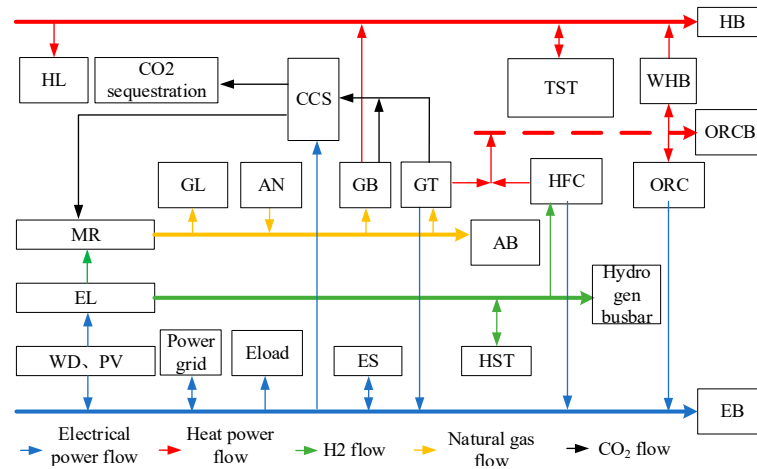 HB
HL
CO2
sequestration
CCS
TST
WHB
ORCB
GL
AN
GB
GT
HFC
ORC
MR
AB
EL
Hydro
gen
busbar
WD、PV
Power
grid
Eload
ES
HST
EB
Electrical
power flow
Heat power
flow
H2 flow
Natural gas
flow
CO₂ flow